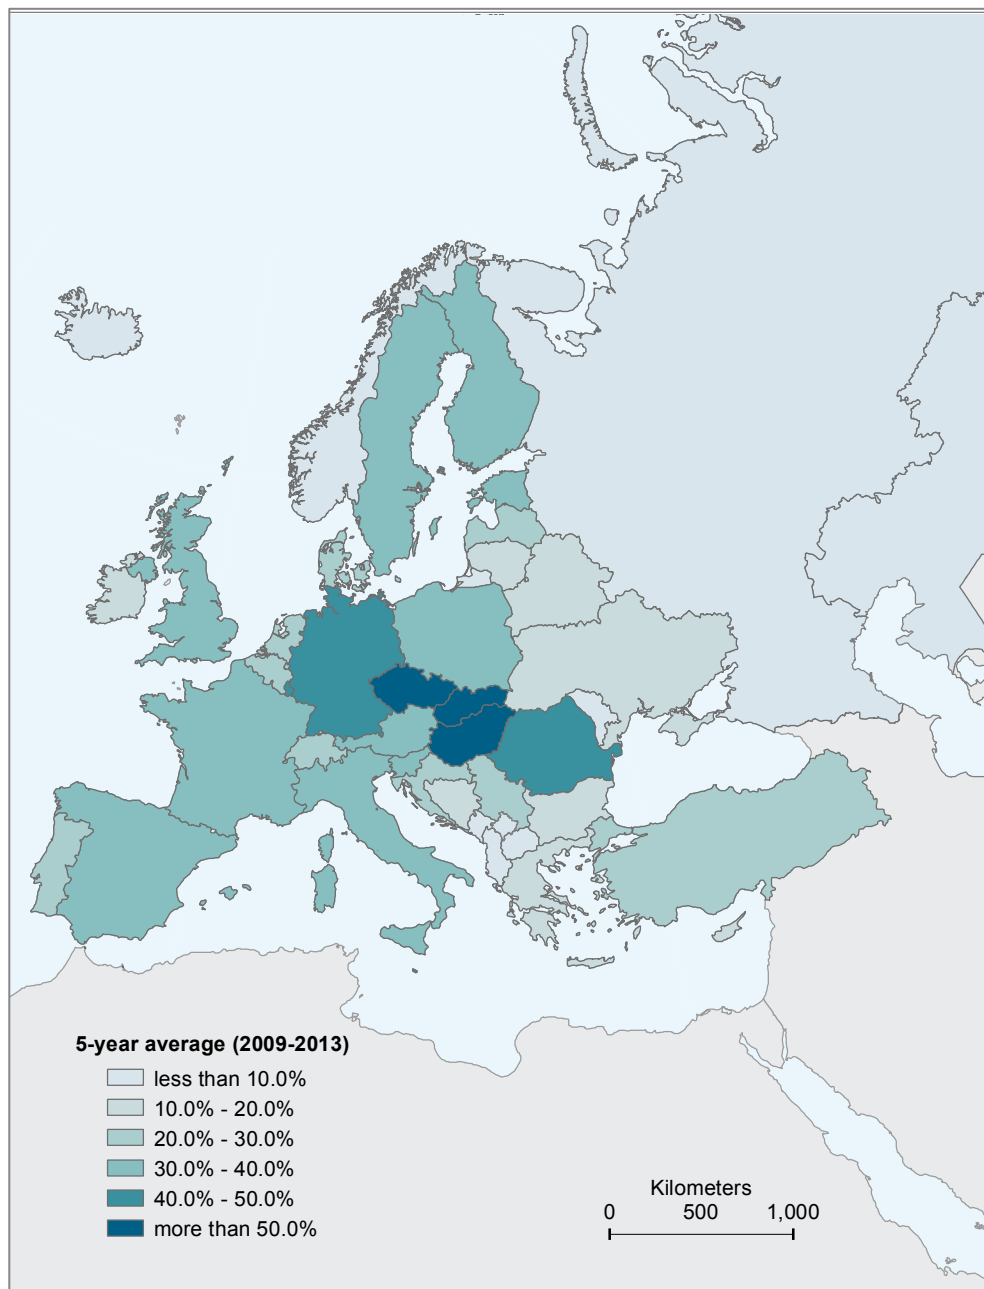 5-year average (2009-2013)
less than 10.0%
10.0% - 20.0%
20.0% - 30.0%
30.0% - 40.0%
40.0% - 50.0%
more than 50.0%
Kilometers
0 500 1,000